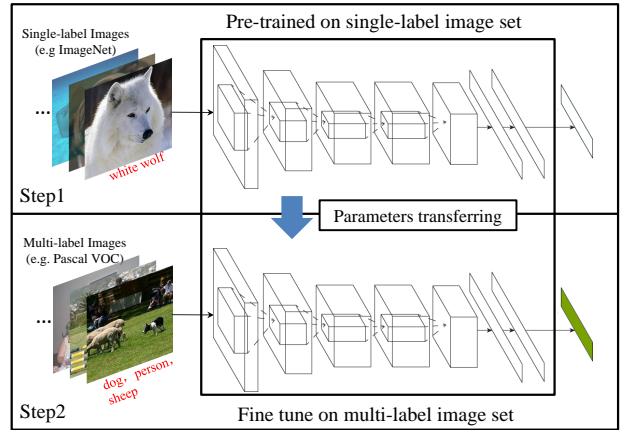 Pre-trained on single-label image set
Single-label Images
(e.g ImageNet)
...
white wolf
Step1
Parameters transferring
Multi-label Images
(e.g. Pascal VOC)
...
dog, person,
sheep
Step2
Fine tune on multi-label image set